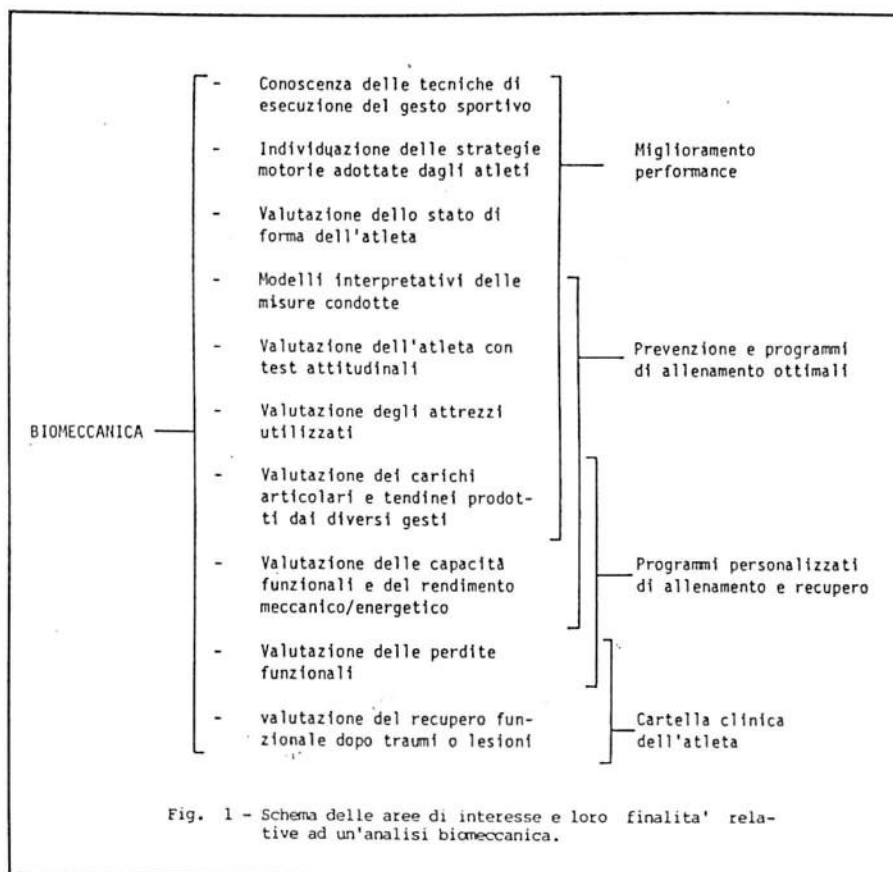 - Conoscenza delle tecniche di
esecuzione del gesto sportivo
- Individuazione delle strategie
motorie adottate dagli atleti
Miglioramento
performance
- Valutazione dello stato di
forma dell'atleta
- Modelli interpretativi delle
misure condotte
- Valutazione dell'atleta con
test attitudinali
Prevenzione e programmi
di allenamento ottimali
- Valutazione degli attrezzi
utilizzati
BIOMECCANICA
- Valutazione dei carichi
articolari e tendinei prodot-
ti dai diversi gesti
- Valutazione delle capacità
funzionali e del rendimento
meccanico/energetico
Programmi personalizzati
di allenamento e recupero
- Valutazione delle perdite
funzionali
- valutazione del recupero fun-
zionale dopo traumi o lesioni
Cartella clinica
dell'atleta
Fig. 1 - Schema delle aree di interesse e loro finalita' rela-
tive ad un'analisi biomeccanica.